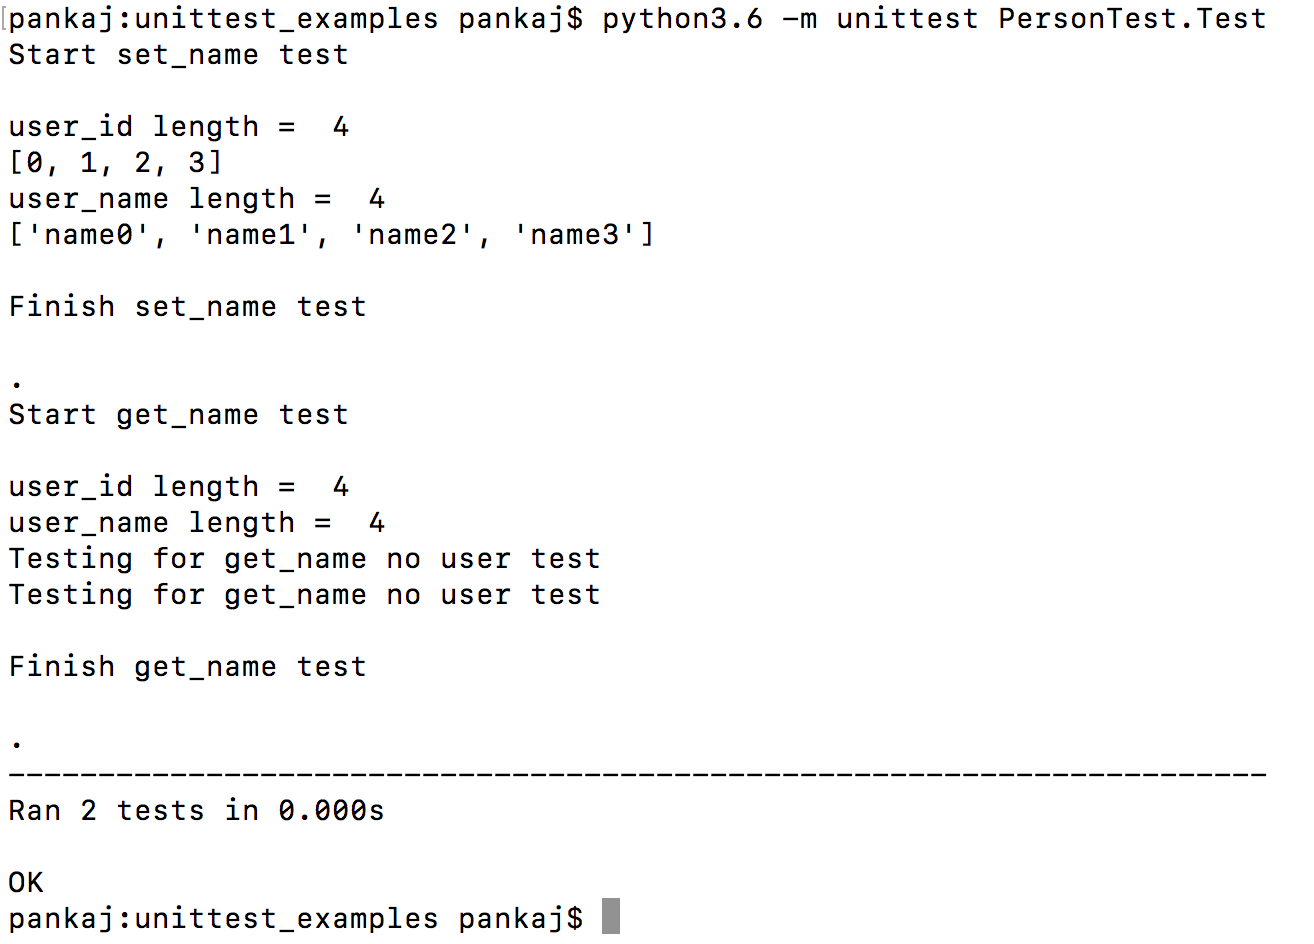 [pankaj:unittest_examples pankaj$ python3.6 -m unittest PersonTest.Test
Start set_name test
user_id length =  4
[0, 1, 2, 3]
user_name length =  4
['name0', 'name1', 'name2', 'name3']
Finish set_name test
.
Start get_name test
user_id length =  4
user_name length =  4
Testing for get_name no user test
Testing for get_name no user test
Finish get_name test
.
----------------------------------------------------------------------
Ran 2 tests in 0.000s
OK
pankaj:unittest_examples pankaj$